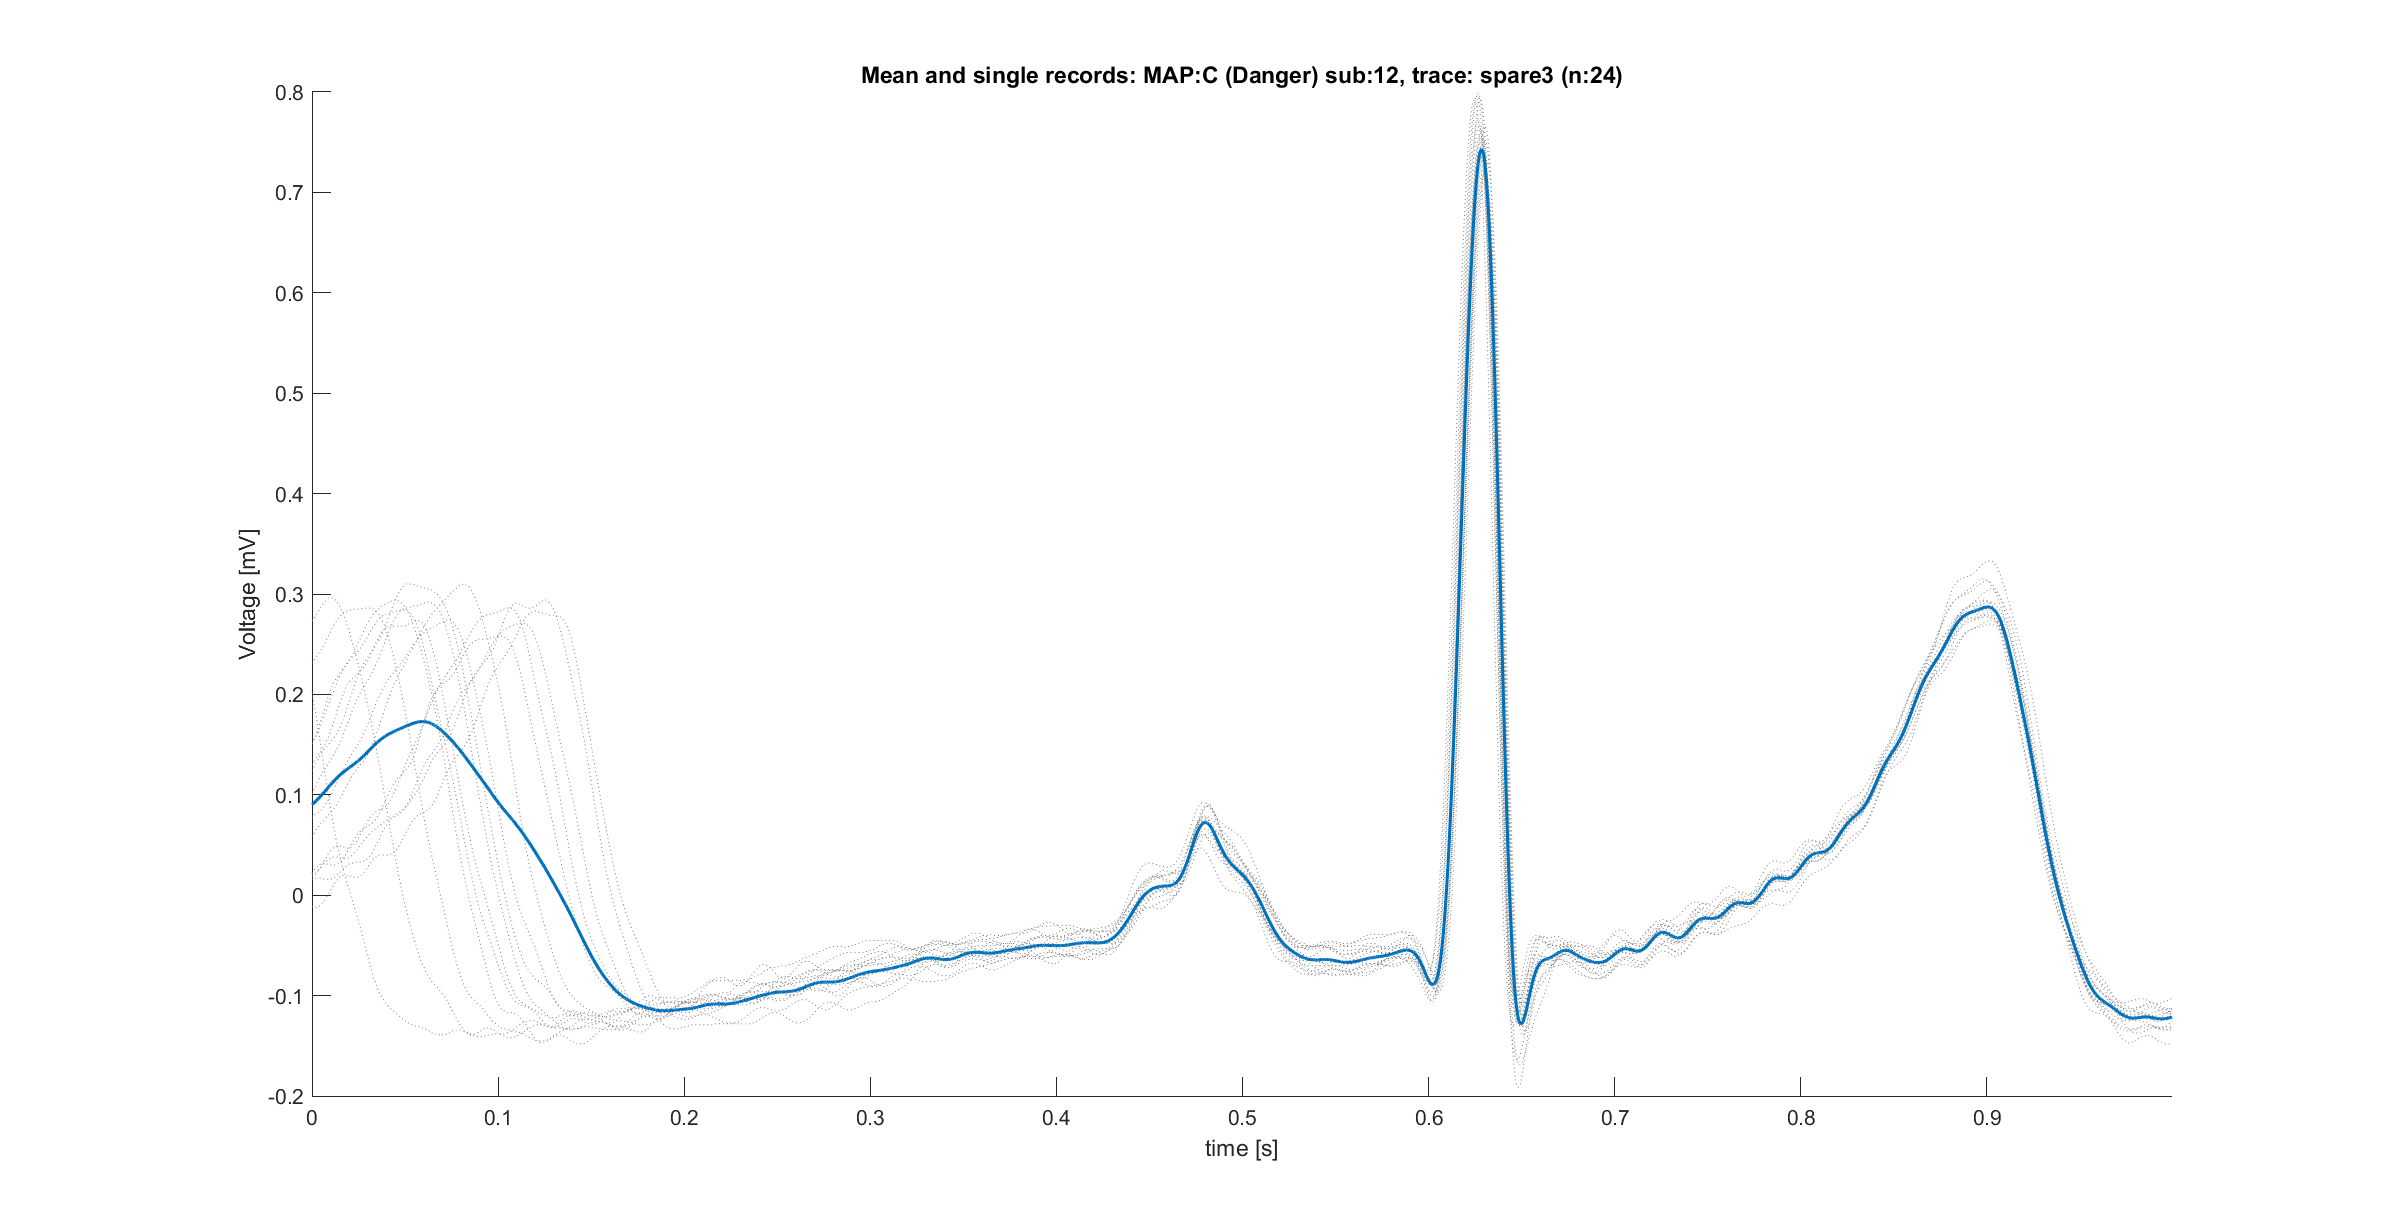 Mean and single records: MAP:C (Danger) sub:12, trace: spare3 (n:24)
0.8
0.7
0.6
0.5
0.4
0.3
0.2
0.1
0
-0.1
-0.2
Voltage [mV]
0 0.1 0.2 0.3 0.4 0.5 0.6 0.7 0.8 0.9
time [s]